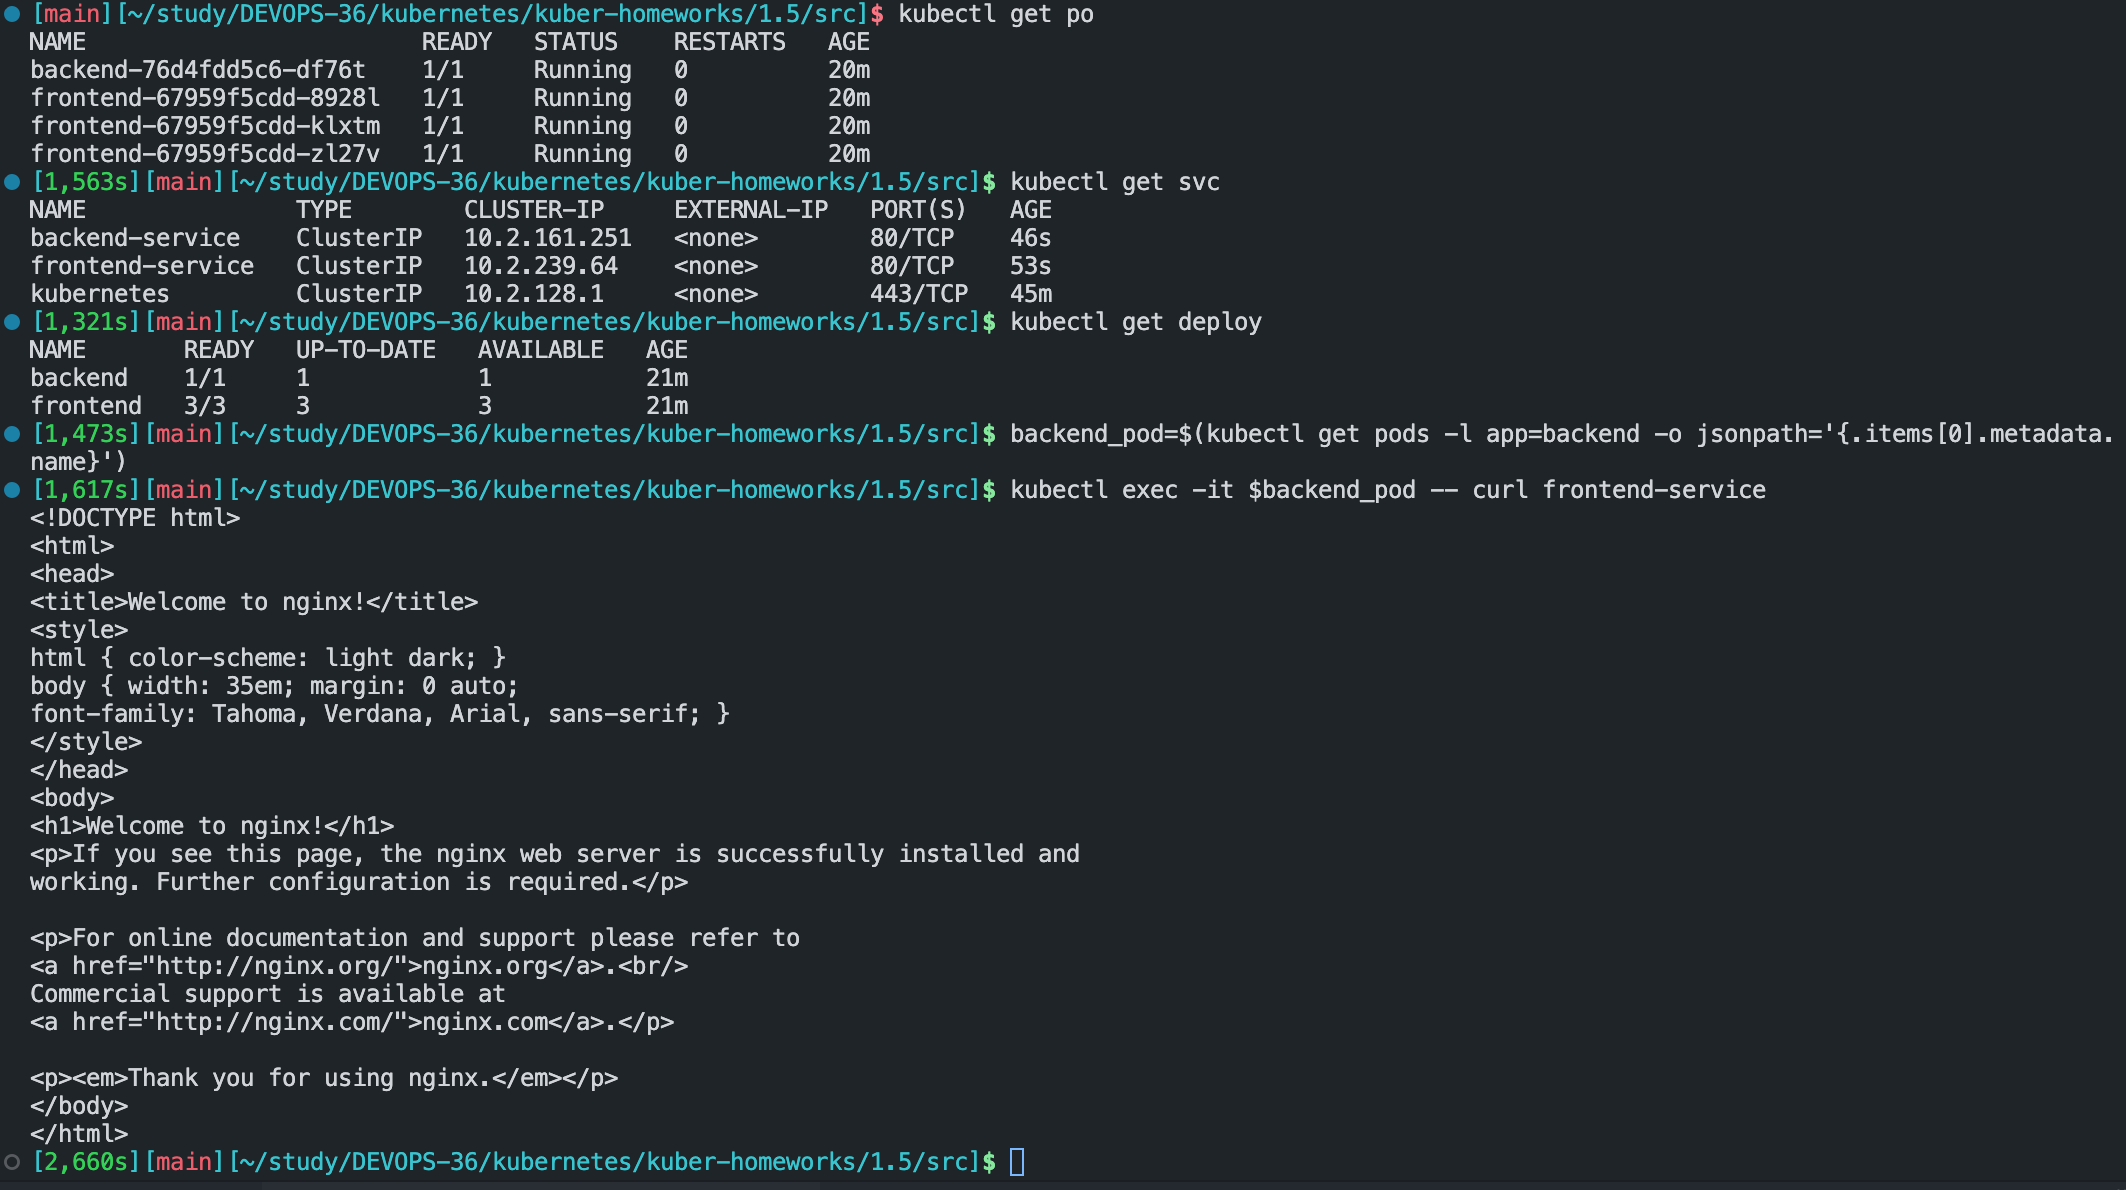 [main][~/study/DEVOPS-36/kubernetes/kuber-homeworks/1.5/src]$ kubectl get po
NAME                        READY   STATUS    RESTARTS   AGE
backend-76d4fdd5c6-df76t    1/1     Running   0          20m
frontend-67959f5cdd-8928l   1/1     Running   0          20m
frontend-67959f5cdd-klxtm   1/1     Running   0          20m
frontend-67959f5cdd-zl27v   1/1     Running   0          20m
[1,563s][main][~/study/DEVOPS-36/kubernetes/kuber-homeworks/1.5/src]$ kubectl get svc
NAME               TYPE        CLUSTER-IP     EXTERNAL-IP   PORT(S)   AGE
backend-service    ClusterIP   10.2.161.251   <none>        80/TCP    46s
frontend-service   ClusterIP   10.2.239.64    <none>        80/TCP    53s
kubernetes         ClusterIP   10.2.128.1     <none>        443/TCP   45m
[1,321s][main][~/study/DEVOPS-36/kubernetes/kuber-homeworks/1.5/src]$ kubectl get deploy
NAME       READY   UP-TO-DATE   AVAILABLE   AGE
backend    1/1     1            1           21m
frontend   3/3     3            3           21m
[1,473s][main][~/study/DEVOPS-36/kubernetes/kuber-homeworks/1.5/src]$ backend_pod=$(kubectl get pods -l app=backend -o jsonpath='{.items[0].metadata.
name}')
[1,617s][main][~/study/DEVOPS-36/kubernetes/kuber-homeworks/1.5/src]$ kubectl exec -it $backend_pod -- curl frontend-service
<!DOCTYPE html>
<html>
<head>
<title>Welcome to nginx!</title>
<style>
html { color-scheme: light dark; }
body { width: 35em; margin: 0 auto;
font-family: Tahoma, Verdana, Arial, sans-serif; }
</style>
</head>
<body>
<h1>Welcome to nginx!</h1>
<p>If you see this page, the nginx web server is successfully installed and
working. Further configuration is required.</p>

<p>For online documentation and support please refer to
<a href="http://nginx.org/">nginx.org</a>.<br/>
Commercial support is available at
<a href="http://nginx.com/">nginx.com</a>.</p>

<p><em>Thank you for using nginx.</em></p>
</body>
</html>
[2,660s][main][~/study/DEVOPS-36/kubernetes/kuber-homeworks/1.5/src]$